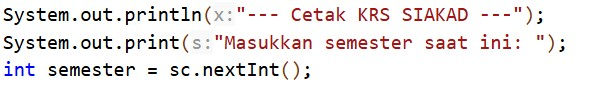 System.out.println(x:"--- Cetak KRS SIAKAD ---");
System.out.print(s:"Masukkan semester saat ini: ");
int semester = sc.nextInt();